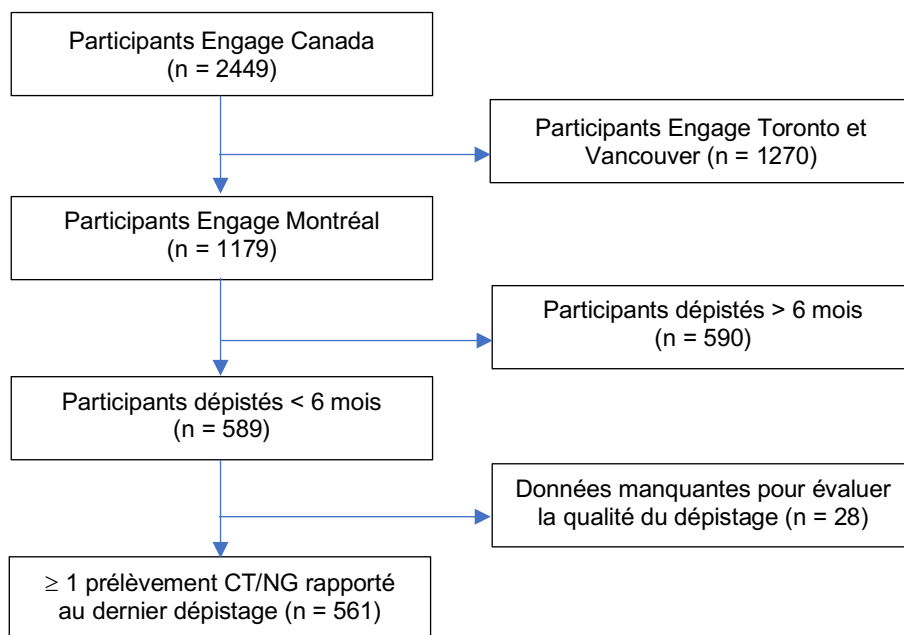 Participants Engage Canada
(n = 2449)
Participants Engage Toronto et
Vancouver (n = 1270)
Participants Engage Montréal
(n = 1179)
Participants dépistés > 6 mois
(n = 590)
Participants dépistés < 6 mois
(n = 589)
Données manquantes pour évaluer
la qualité du dépistage (n = 28)
≥ 1 prélèvement CT/NG rapporté
au dernier dépistage (n = 561)